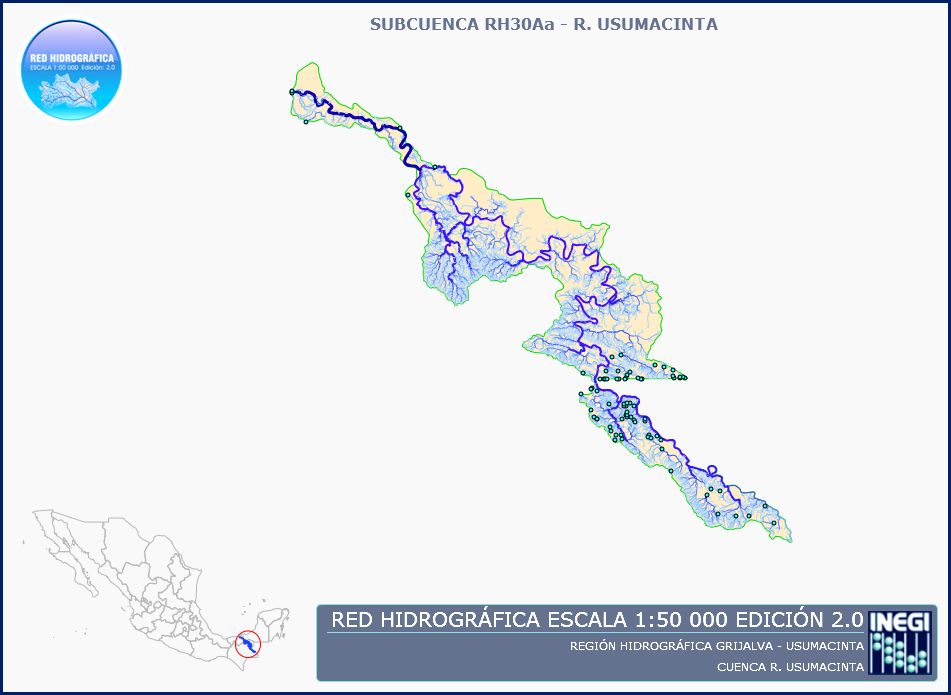 SUBCUENCA RH30Aa - R. USUMACINTA
RED HIDROGRÁFICA
ESCALA 1:50 000 Edición: 2.0
RED HIDROGRÁFICA ESCALA 1:50 000 EDICIÓN 2.0
REGIÓN HIDROGRÁFICA GRIJALVA - USUMACINTA
CUENCA R. USUMACINTA
INEGI